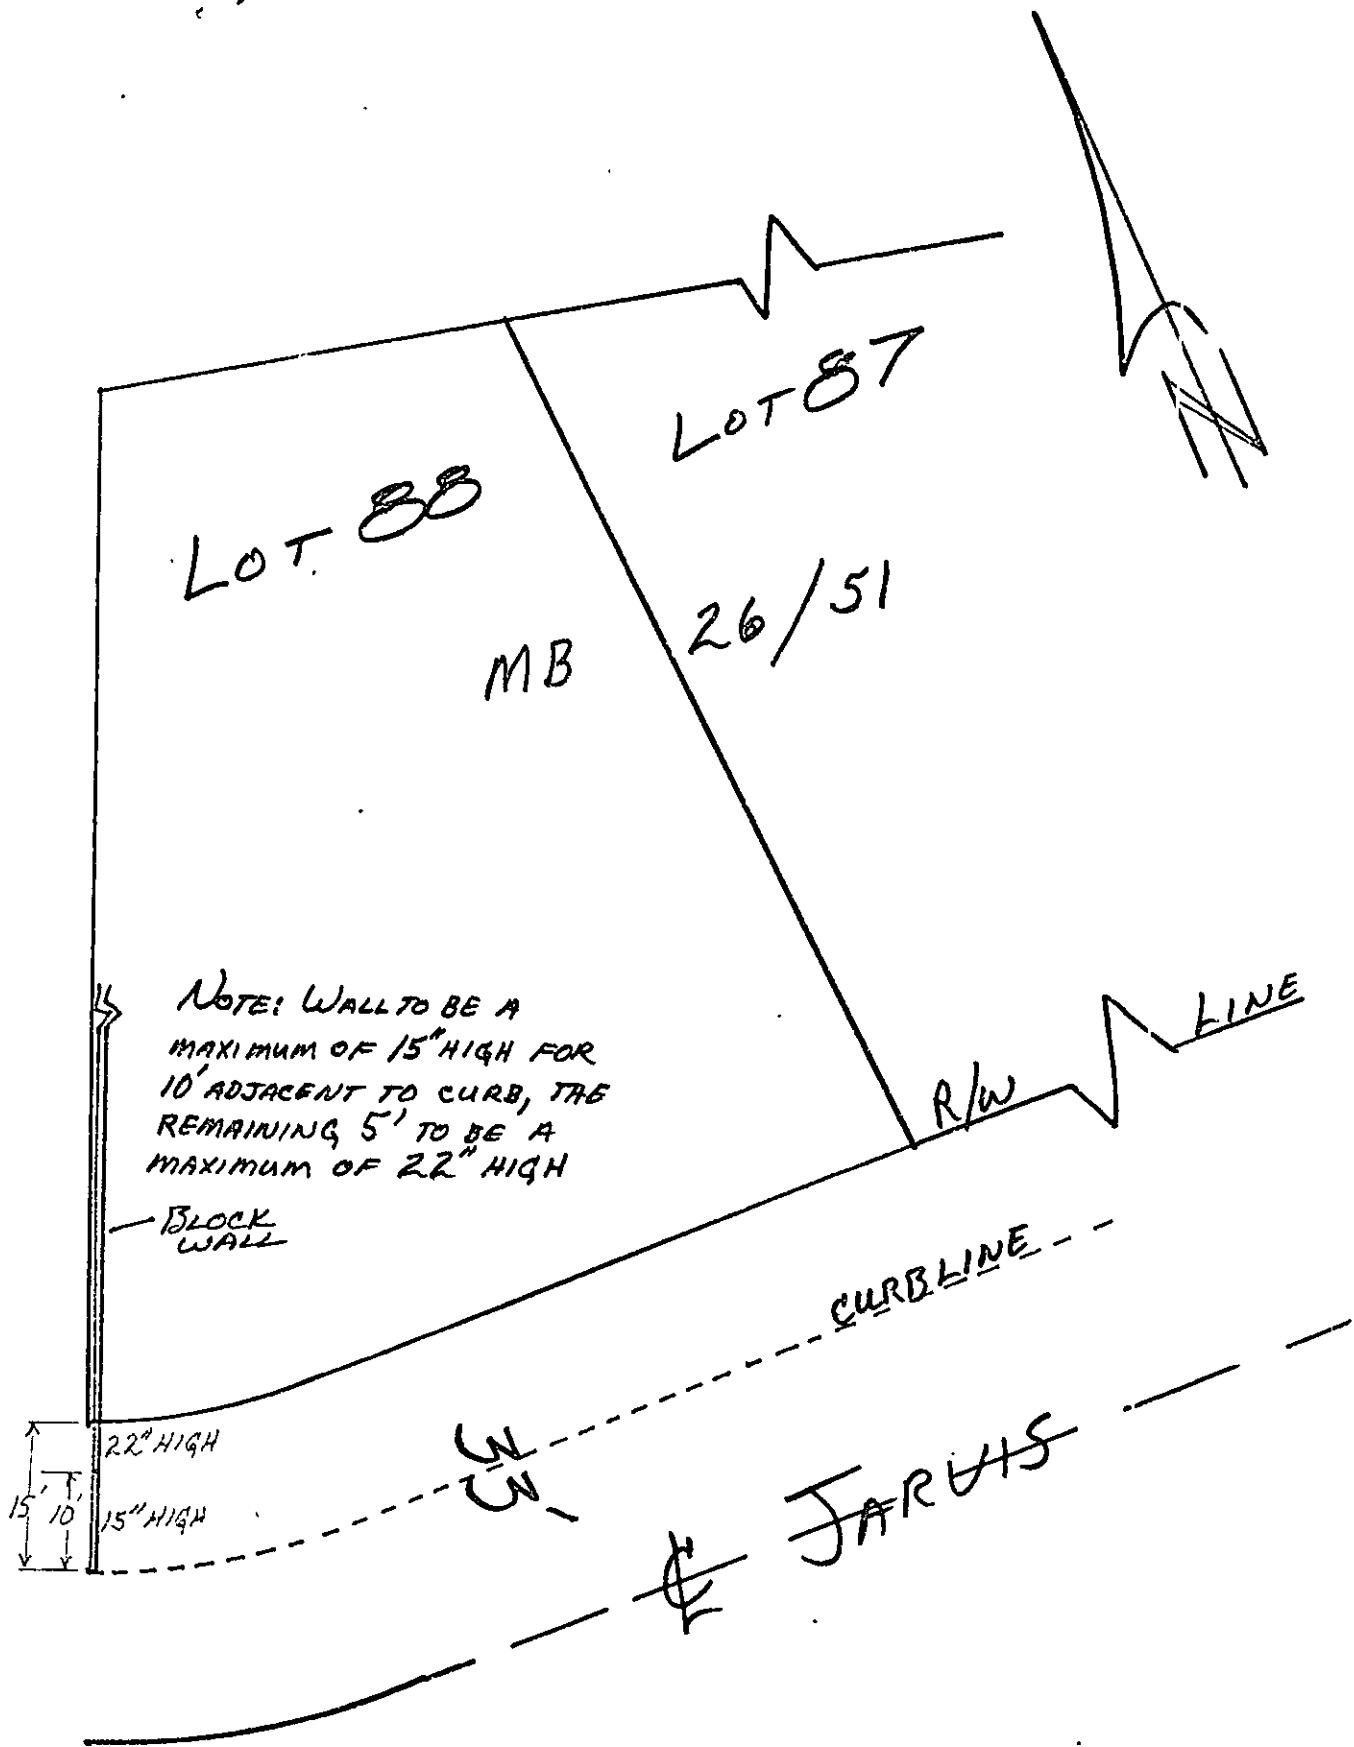 LOT 87
LOT 88
26/51
MB
NOTE: WALL TO BE A
MAXIMUM OF 15" HIGH FOR
10' ADJACENT TO CURB, THE
REMAINING 5' TO BE A
MAXIMUM OF 22" HIGH
BLOCK
WALL
R/W LINE
CURBLINE
22" HIGH
15'
10'
15" HIGH
33'
℄ JARVIS
N